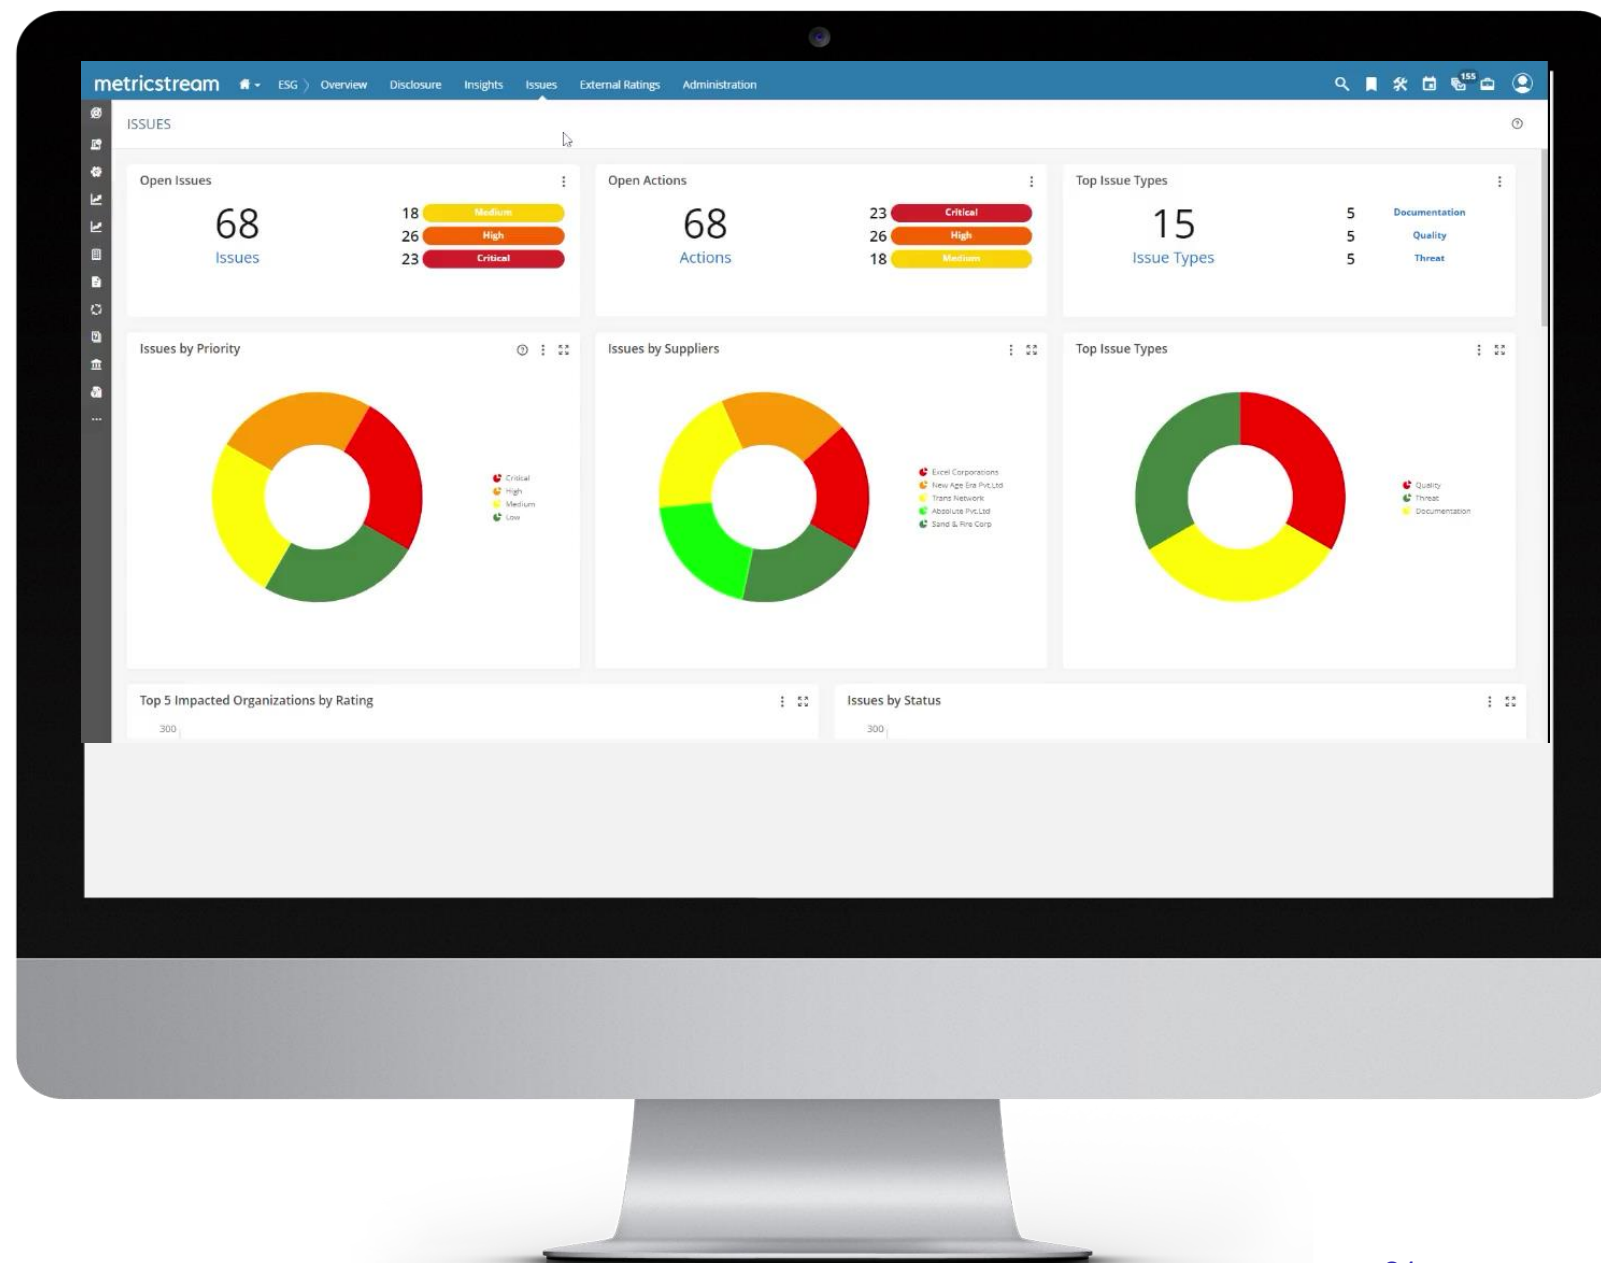 metricstream ESG Overview Disclosure Insights Issues External Ratings Administration 155
ISSUES
Open Issues
68
Issues
18 Medium
26 High
23 Critical
Open Actions
68
Actions
23 Critical
26 High
18 Medium
Top Issue Types
15
Issue Types
5 Documentation
5 Quality
5 Threat
Issues by Priority
Critical
High
Medium
Low
Issues by Suppliers
Excel Corporations
New Age Era Pvt.Ltd
Trans Network
Absolute Pvt.Ltd
Sand & Fire Corp
Top Issue Types
Quality
Threat
Documentation
Top 5 Impacted Organizations by Rating
300
Issues by Status
300